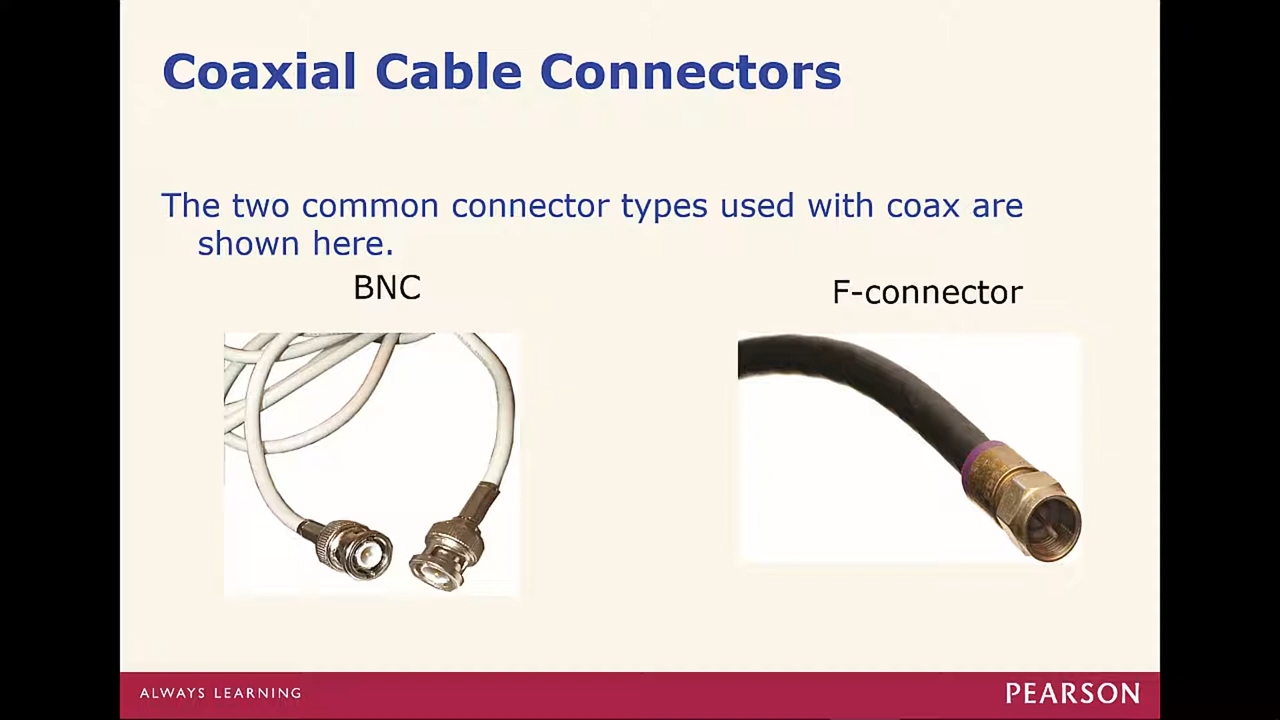 Coaxial Cable Connectors
The two common connector types used with coax are
shown here.
BNC
F-connector
ALWAYS LEARNING
PEARSON